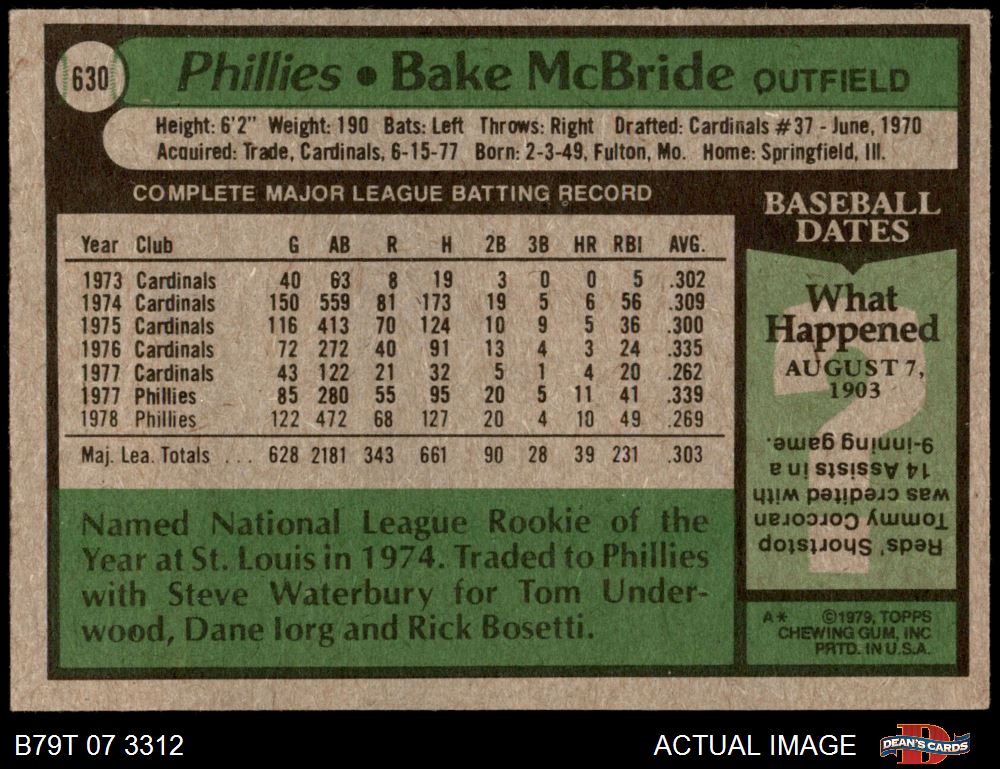 630
Phillies • Bake McBride OUTFIELD
Height: 6'2" Weight: 190 Bats: Left Throws: Right Drafted: Cardinals #37 - June, 1970
Acquired: Trade, Cardinals, 6-15-77 Born: 2-3-49, Fulton, Mo. Home: Springfield, Ill.
COMPLETE MAJOR LEAGUE BATTING RECORD
Year Club G AB R H 2B 3B HR RBI AVG.
1973 Cardinals 40 63 8 19 3 0 0 5 .302
1974 Cardinals 150 559 81 173 19 5 6 56 .309
1975 Cardinals 116 413 70 124 10 9 5 36 .300
1976 Cardinals 72 272 40 91 13 4 3 24 .335
1977 Cardinals 43 122 21 32 5 1 4 20 .262
1977 Phillies 85 280 55 95 20 5 11 41 .339
1978 Phillies 122 472 68 127 20 4 10 49 .269
Maj. Lea. Totals ... 628 2181 343 661 90 28 39 231 .303
Named National League Rookie of the
Year at St. Louis in 1974. Traded to Phillies
with Steve Waterbury for Tom Under-
wood, Dane Iorg and Rick Bosetti.
BASEBALL
DATES
What
Happened
AUGUST 7,
1903
?
Reds' Shortstop
Tommy Corcoran
was credited with
14 Assists in a
9-inning game.
A* ©1979, TOPPS
CHEWING GUM, INC
PRTD. IN U.S.A.
B79T 07 3312
ACTUAL IMAGE
D
DEAN'S CARDS